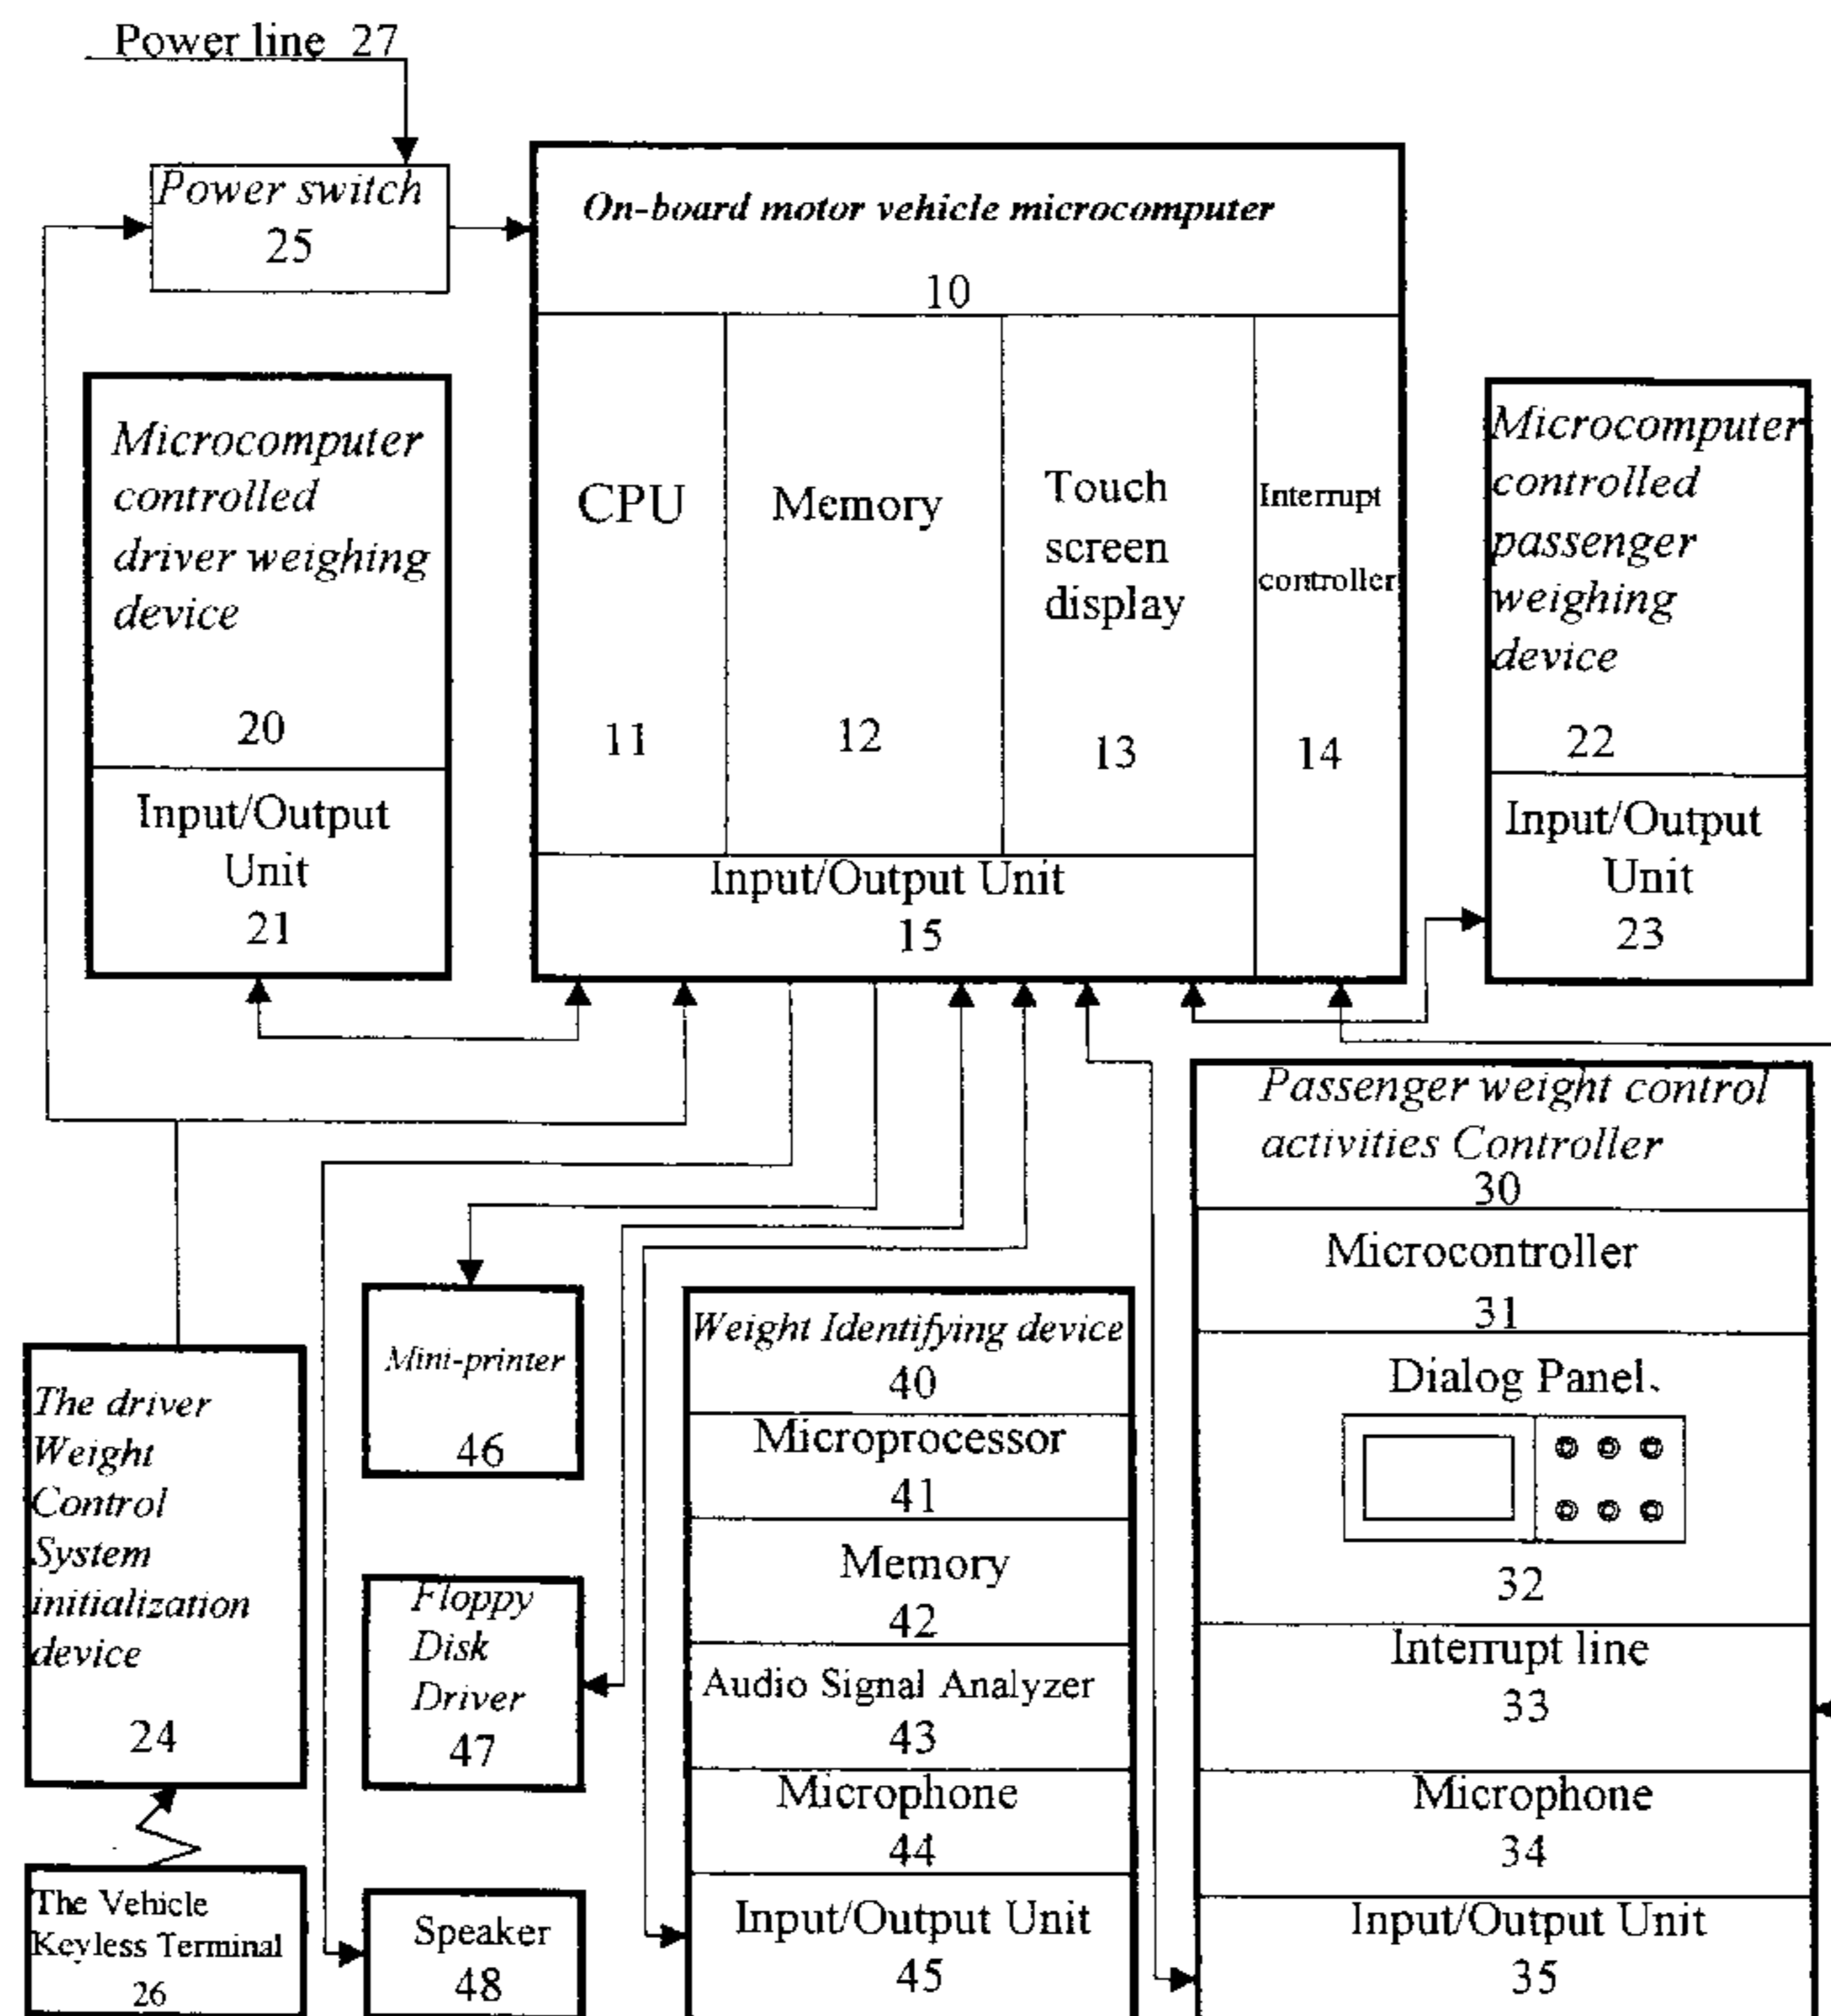 Power line 27
Power switch
25
On-board motor vehicle microcomputer
10
CPU
11
Memory
12
Touch
screen
display
13
Interrupt
controller
14
Input/Output Unit
15
Microcomputer
controlled
driver weighing
device
20
Input/Output
Unit
21
Microcomputer
controlled
passenger
weighing
device
22
Input/Output
Unit
23
The driver
Weight
Control
System
initialization
device
24
The Vehicle
Keyless Terminal
26
Mini-printer
46
Floppy
Disk
Driver
47
Speaker
48
Weight Identifying device
40
Microprocessor
41
Memory
42
Audio Signal Analyzer
43
Microphone
44
Input/Output Unit
45
Passenger weight control
activities Controller
30
Microcontroller
31
Dialog Panel.
32
Interrupt line
33
Microphone
34
Input/Output Unit
35